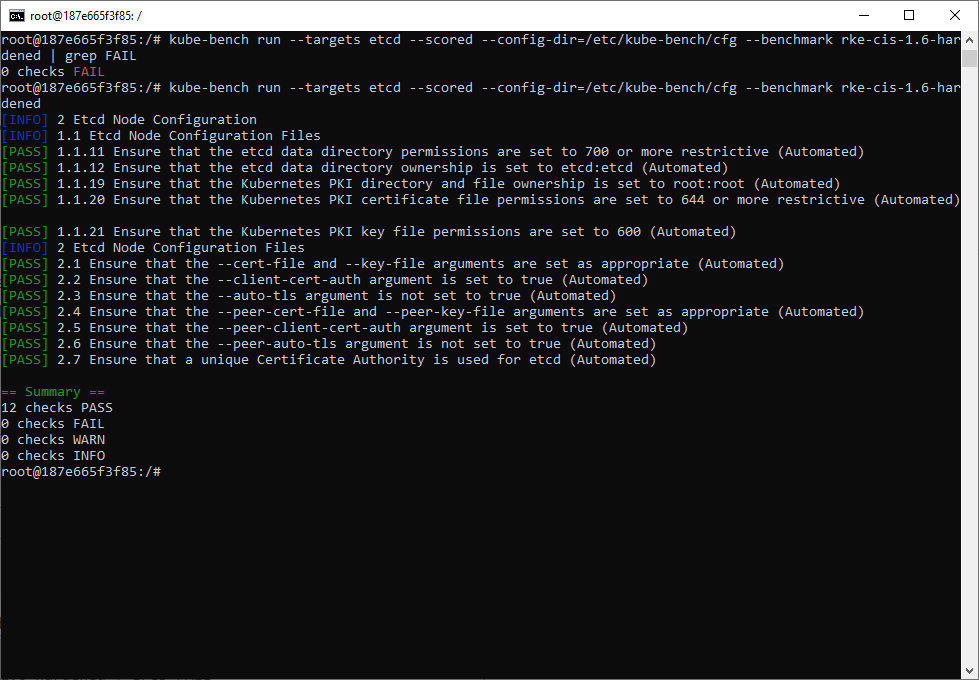 root@187e665f3f85: /
root@187e665f3f85:/# kube-bench run --targets etcd --scored --config-dir=/etc/kube-bench/cfg --benchmark rke-cis-1.6-har
dened | grep FAIL
0 checks FAIL
root@187e665f3f85:/# kube-bench run --targets etcd --scored --config-dir=/etc/kube-bench/cfg --benchmark rke-cis-1.6-har
dened
[INFO] 2 Etcd Node Configuration
[INFO] 1.1 Etcd Node Configuration Files
[PASS] 1.1.11 Ensure that the etcd data directory permissions are set to 700 or more restrictive (Automated)
[PASS] 1.1.12 Ensure that the etcd data directory ownership is set to etcd:etcd (Automated)
[PASS] 1.1.19 Ensure that the Kubernetes PKI directory and file ownership is set to root:root (Automated)
[PASS] 1.1.20 Ensure that the Kubernetes PKI certificate file permissions are set to 644 or more restrictive (Automated)
[PASS] 1.1.21 Ensure that the Kubernetes PKI key file permissions are set to 600 (Automated)
[INFO] 2 Etcd Node Configuration Files
[PASS] 2.1 Ensure that the --cert-file and --key-file arguments are set as appropriate (Automated)
[PASS] 2.2 Ensure that the --client-cert-auth argument is set to true (Automated)
[PASS] 2.3 Ensure that the --auto-tls argument is not set to true (Automated)
[PASS] 2.4 Ensure that the --peer-cert-file and --peer-key-file arguments are set as appropriate (Automated)
[PASS] 2.5 Ensure that the --peer-client-cert-auth argument is set to true (Automated)
[PASS] 2.6 Ensure that the --peer-auto-tls argument is not set to true (Automated)
[PASS] 2.7 Ensure that a unique Certificate Authority is used for etcd (Automated)
== Summary ==
12 checks PASS
0 checks FAIL
0 checks WARN
0 checks INFO
root@187e665f3f85:/#